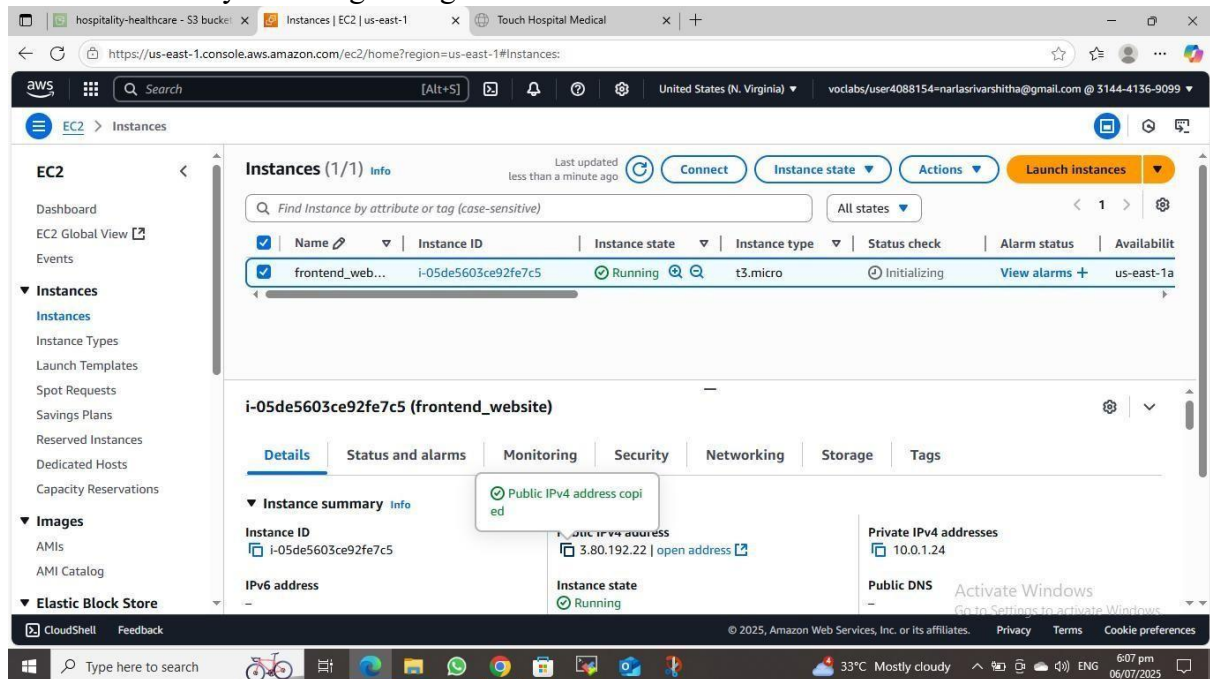 hospitality-healthcare - S3 bucket
Instances | EC2 | us-east-1
Touch Hospital Medical
https://us-east-1.console.aws.amazon.com/ec2/home?region=us-east-1#Instances:
aws
Search
[Alt+S]
United States (N. Virginia)
voclabs/user4088154=narlasrivarshitha@gmail.com @ 3144-4136-9099
EC2 > Instances
EC2
Dashboard
EC2 Global View
Events
Instances
Instances
Instance Types
Launch Templates
Spot Requests
Savings Plans
Reserved Instances
Dedicated Hosts
Capacity Reservations
Images
AMIs
AMI Catalog
Elastic Block Store
Instances (1/1) Info
Last updated
less than a minute ago
Connect
Instance state
Actions
Launch instances
Find Instance by attribute or tag (case-sensitive)
All states
1
Name
Instance ID
Instance state
Instance type
Status check
Alarm status
Availabilit
frontend_web...
i-05de5603ce92fe7c5
Running
t3.micro
Initializing
View alarms +
us-east-1a
i-05de5603ce92fe7c5 (frontend_website)
Details
Status and alarms
Monitoring
Security
Networking
Storage
Tags
Public IPv4 address copi
ed
Instance summary Info
Instance ID
i-05de5603ce92fe7c5
Public IPv4 address
3.80.192.22 | open address
Private IPv4 addresses
10.0.1.24
IPv6 address
–
Instance state
Running
Public DNS
–
Activate Windows
Go to Settings to activate Windows.
CloudShell
Feedback
© 2025, Amazon Web Services, Inc. or its affiliates.
Privacy
Terms
Cookie preferences
Type here to search
33°C Mostly cloudy
ENG
6:07 pm
06/07/2025